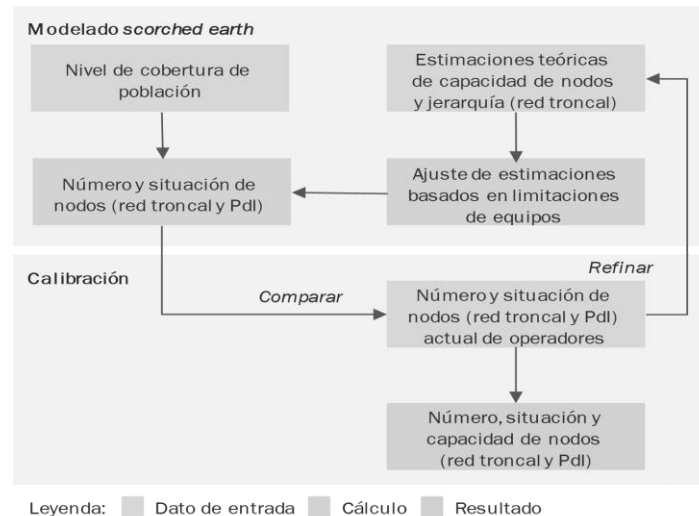 Modelado scorched earth
Nivel de cobertura de
población
Estimaciones teóricas
de capacidad de nodos
y jerarquía (red troncal)
Número y situación de
nodos (red troncal y PdI)
Ajuste de estimaciones
basados en limitaciones
de equipos
Calibración
Comparar
Refinar
Número y situación de
nodos (red troncal y PdI)
actual de operadores
Número, situación y
capacidad de nodos
(red troncal y PdI)
Leyenda: Dato de entrada Cálculo Resultado